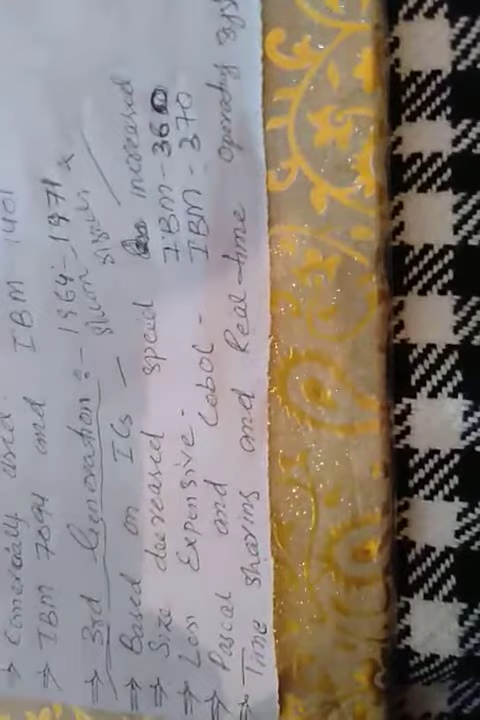 → Comercially used. IBM 1401
→ IBM 7094 and
→ 3rd Generation :- 1964 - 1971
⇒ Based on ICs -
⇒ Size decreased speed increased
⇒ Less Expensive. IBM - 360
⇒ Pascal and Cobol - IBM - 370
→ Time sharing and Real-time Operating Sys